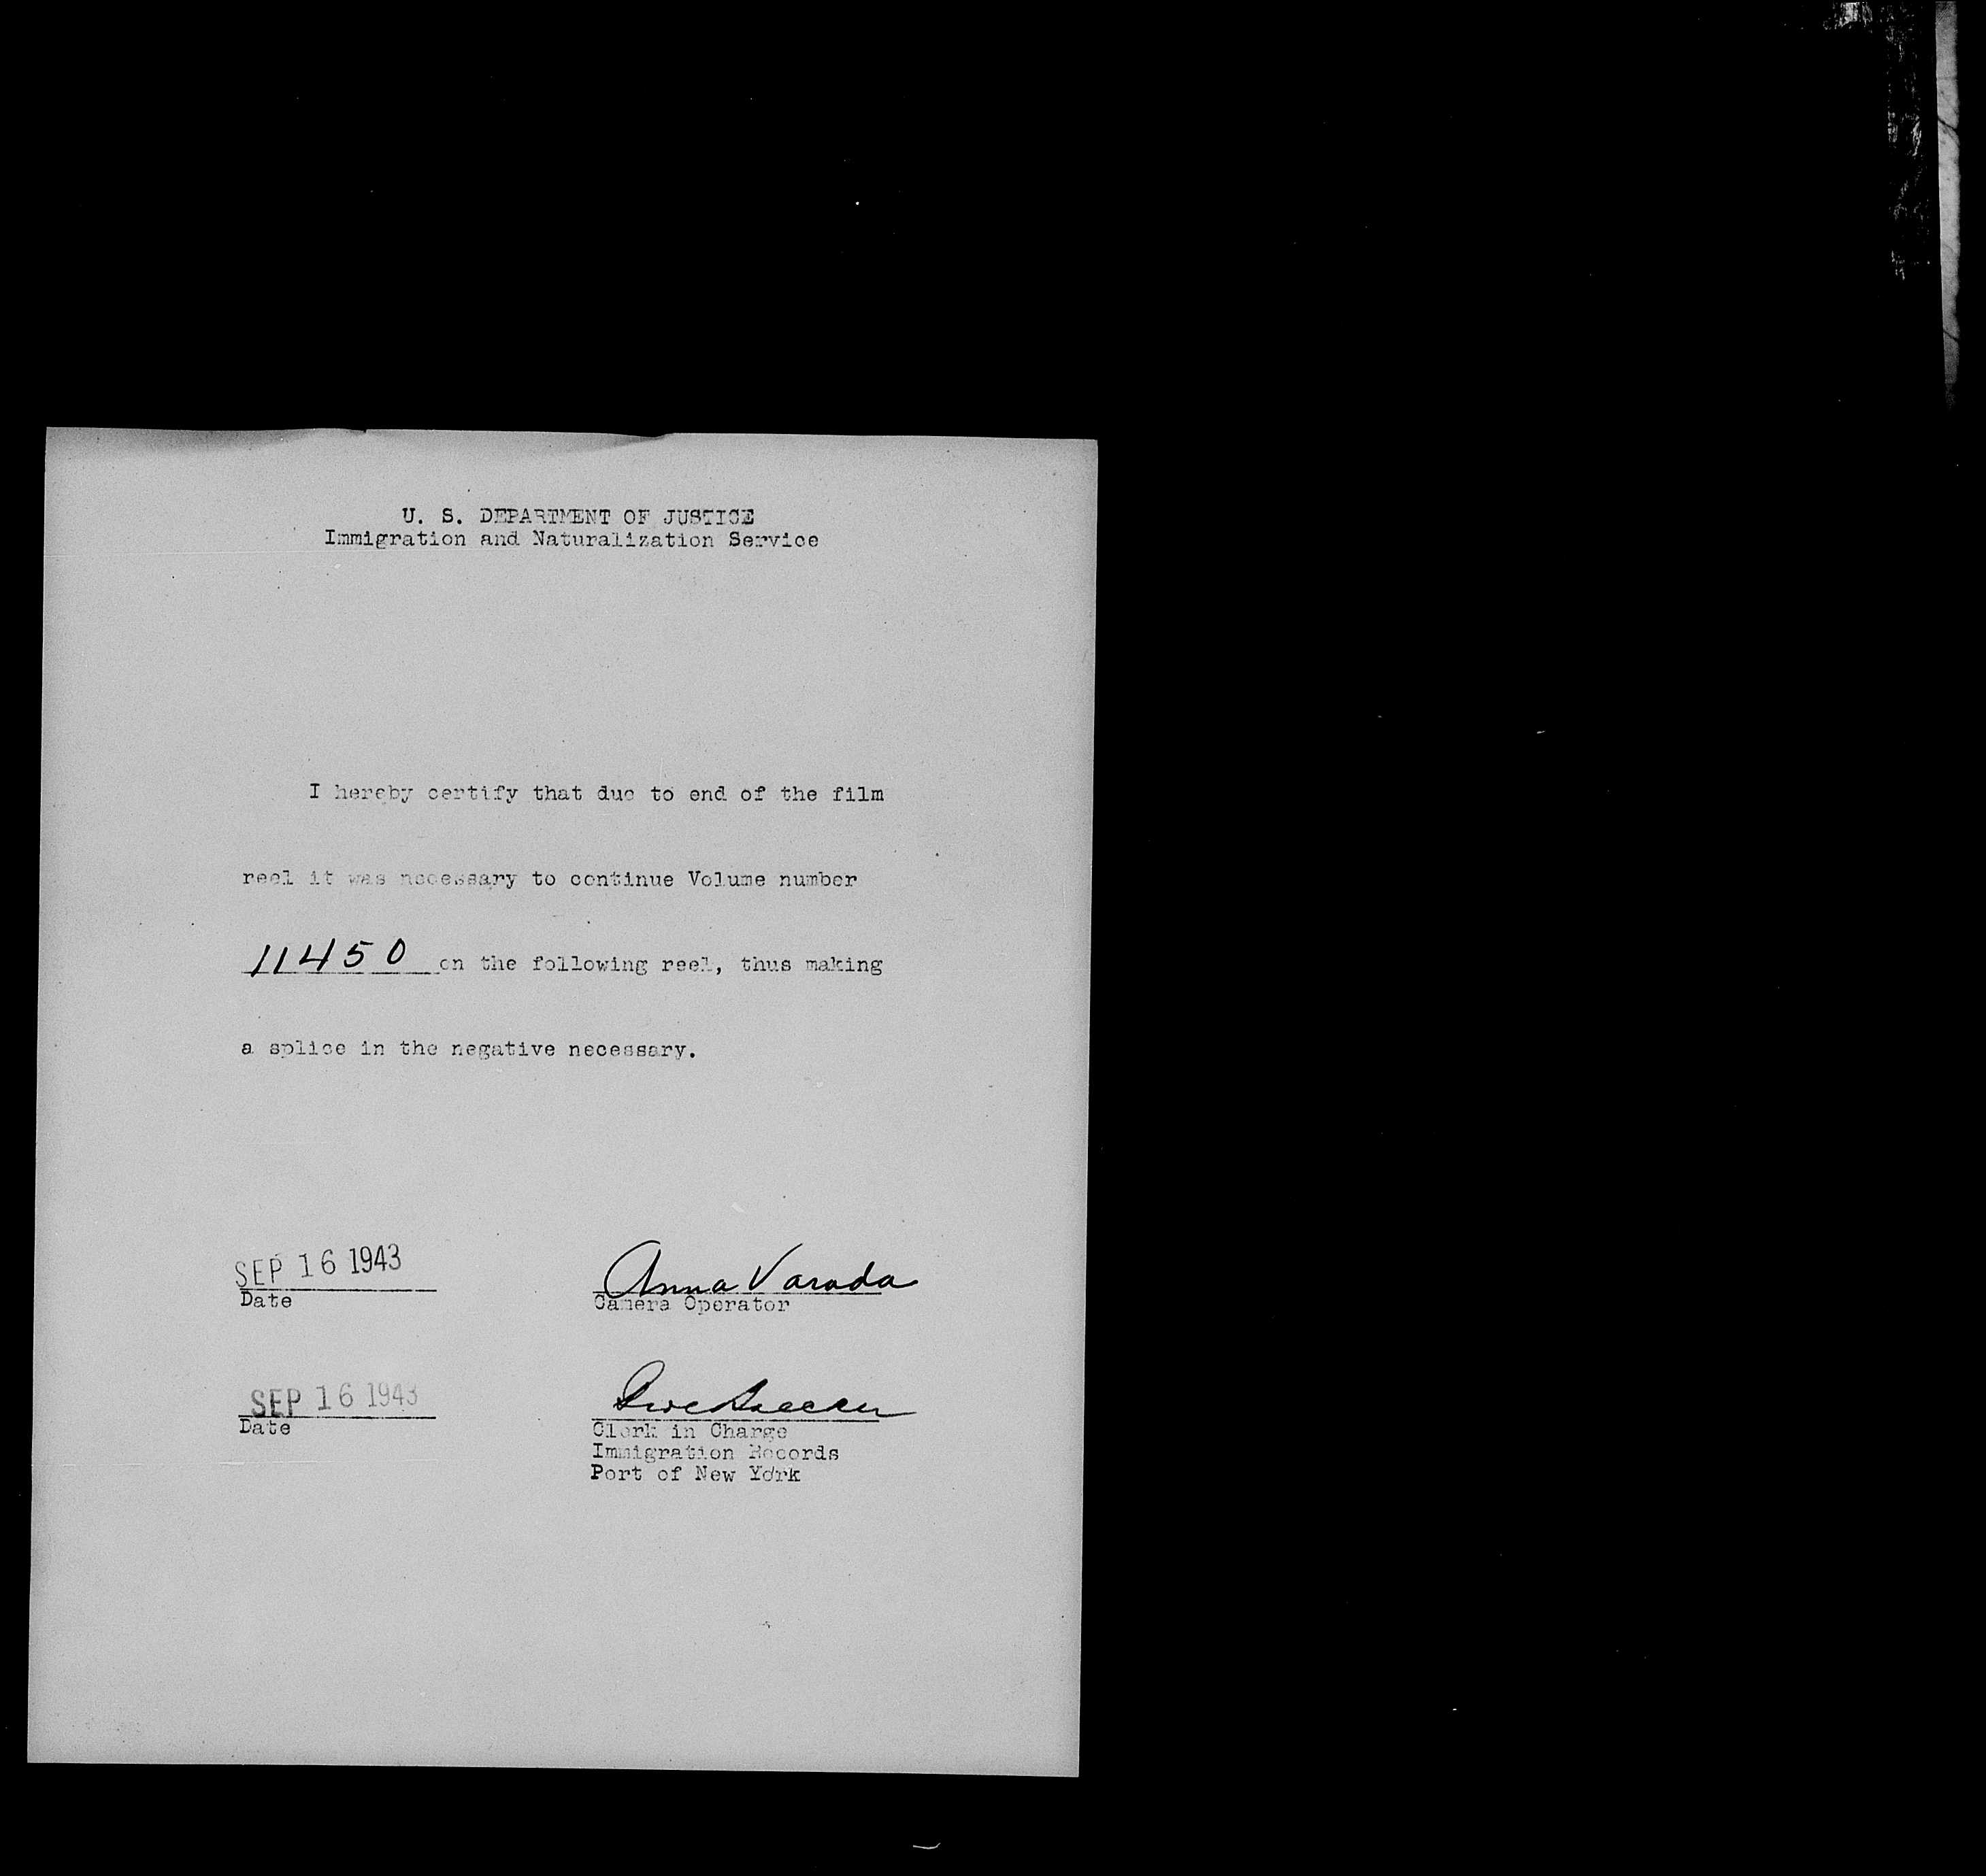 U. S. DEPARTMENT OF JUSTICE
Immigration and Naturalization Service
I hereby certify that due to end of the film
reel it was necessary to continue Volume number
11450 on the following reel, thus making
a splice in the negative necessary.
SEP 16 1943
Date
Anna Varada
Camera Operator
SEP 16 1943
Date
Clerk in Charge
Immigration Records
Port of New York